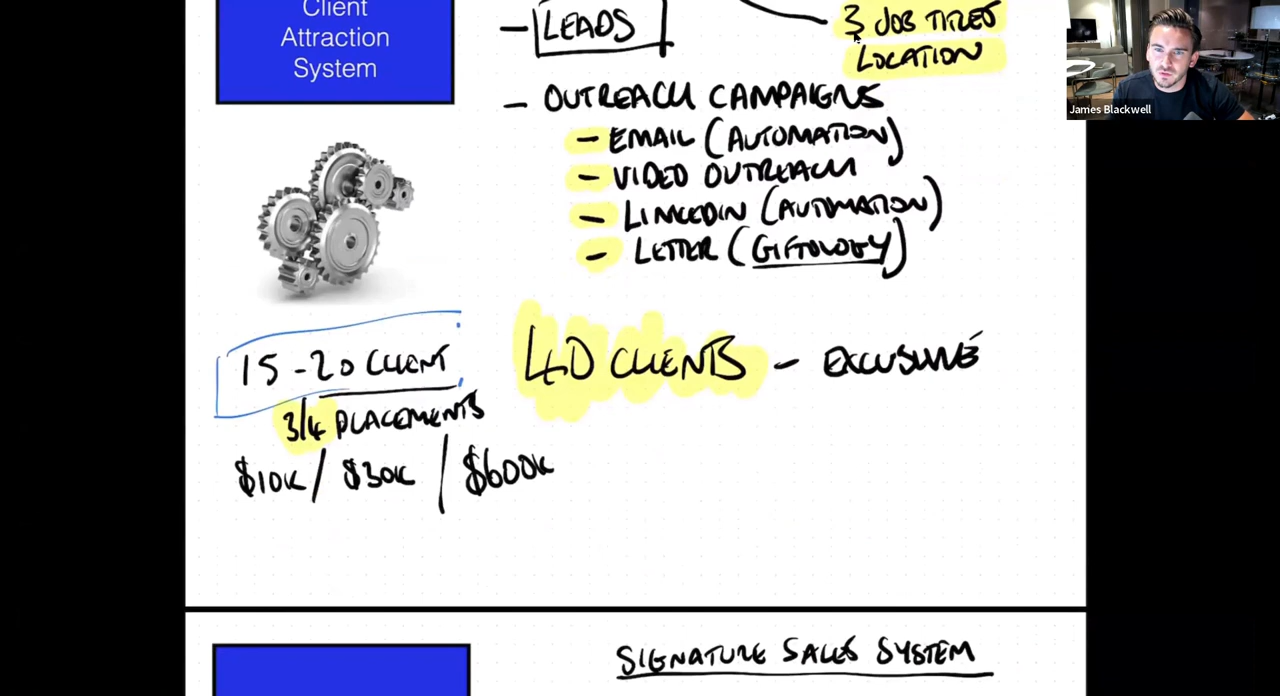 Client
Attraction
System
- LEADS
3 JOB TITLES
LOCATION
- OUTREACH CAMPAIGNS
- EMAIL (AUTOMATION)
- VIDEO OUTREACH
- LINKEDIN (AUTOMATION)
- LETTER (GIFTOLOGY)
15-20 CLIENT
3/4 PLACEMENTS
$10K / $30K / $600K
40 CLIENTS - EXCLUSIVE
SIGNATURE SALES SYSTEM
James Blackwell